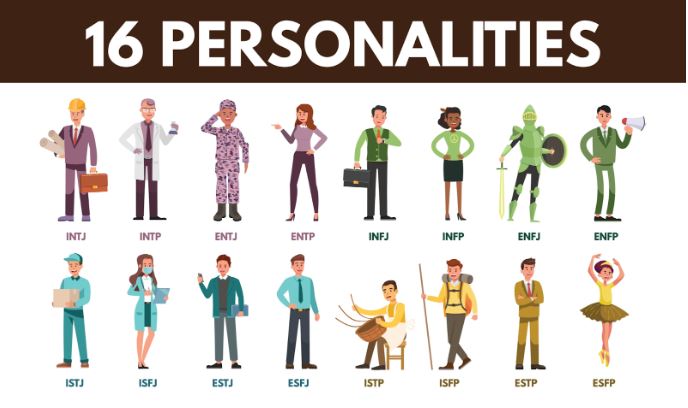 16 PERSONALITIES
INTJ INTP ENTJ ENTP INFJ INFP ENFJ ENFP
ISTJ ISFJ ESTJ ESFJ ISTP ISFP ESTP ESFP